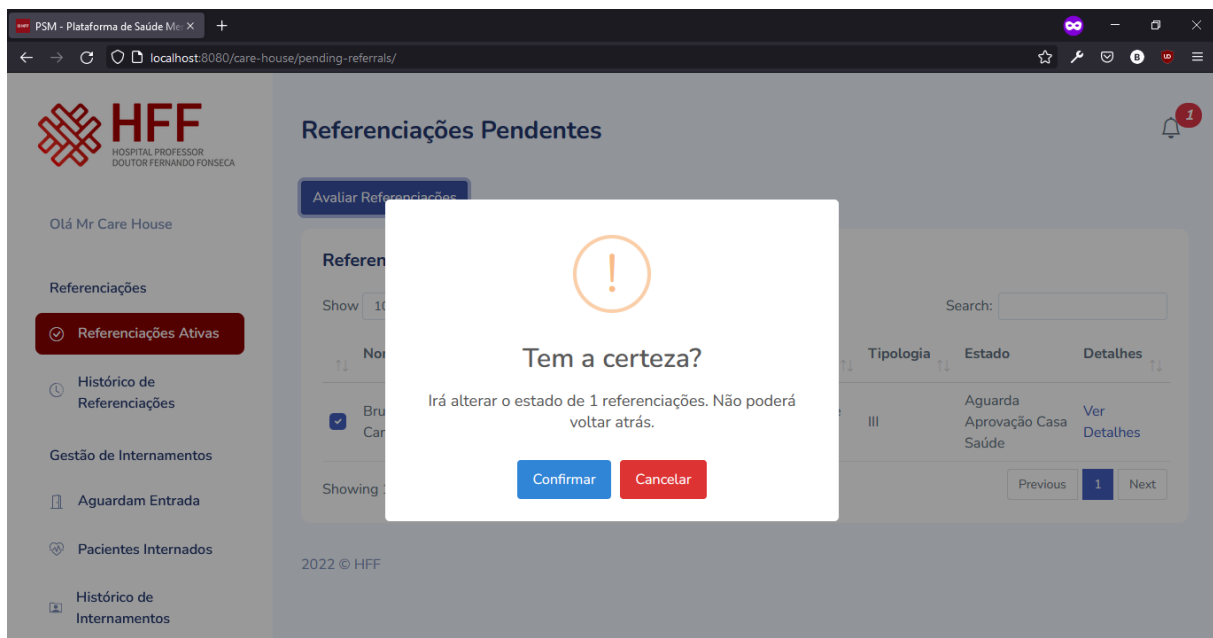 PSM - Plataforma de Saúde Me
localhost:8080/care-house/pending-referrals/
HFF
HOSPITAL PROFESSOR
DOUTOR FERNANDO FONSECA
Olá Mr Care House
Referenciações
Referenciações Ativas
Histórico de
Referenciações
Gestão de Internamentos
Aguardam Entrada
Pacientes Internados
Histórico de
Internamentos
Referenciações Pendentes
1
Avaliar Referenciações
Referen
Show 10
Search:
Tipologia Estado Detalhes
Bru
Car
III
Aguarda
Aprovação Casa
Saúde
Ver
Detalhes
Showing
Previous 1 Next
Tem a certeza?
Irá alterar o estado de 1 referenciações. Não poderá
voltar atrás.
Confirmar Cancelar
2022 © HFF